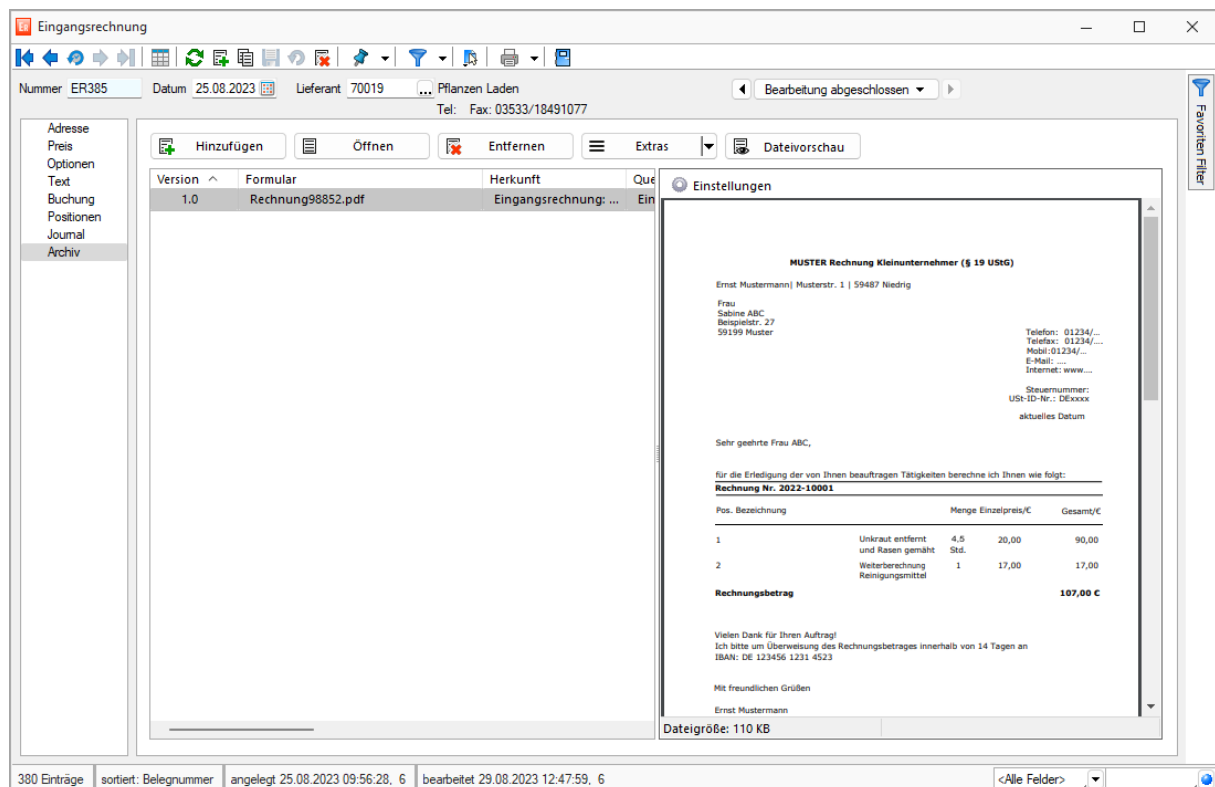 Eingangsrechnung
Nummer ER385 Datum 25.08.2023 Lieferant 70019 ... Pflanzen Laden Bearbeitung abgeschlossen
Tel: Fax: 03533/18491077
Favoriten Filter
Adresse
Preis
Optionen
Text
Buchung
Positionen
Journal
Archiv
Hinzufügen Öffnen Entfernen Extras Dateivorschau
Version Formular Herkunft Que
1.0 Rechnung98852.pdf Eingangsrechnung: ... Ein
Einstellungen
MUSTER Rechnung Kleinunternehmer (§ 19 UStG)
Ernst Mustermann| Musterstr. 1 | 59487 Niedrig
Frau
Sabine ABC
Beispielstr. 27
59199 Muster
Telefon: 01234/...
Telefax: 01234/....
Mobil:01234/...
E-Mail: ....
Internet: www....
Steuernummer:
USt-ID-Nr.: DExxxx
aktuelles Datum
Sehr geehrte Frau ABC,
für die Erledigung der von Ihnen beauftragen Tätigkeiten berechne ich Ihnen wie folgt:
Rechnung Nr. 2022-10001
Pos. Bezeichnung Menge Einzelpreis/€ Gesamt/€
1 Unkraut entfernt 4,5 20,00 90,00
und Rasen gemäht Std.
2 Weiterberechnung 1 17,00 17,00
Reinigungsmittel
Rechnungsbetrag 107,00 €
Vielen Dank für Ihren Auftrag!
Ich bitte um Überweisung des Rechnungsbetrages innerhalb von 14 Tagen an
IBAN: DE 123456 1231 4523
Mit freundlichen Grüßen
Ernst Mustermann
Dateigröße: 110 KB
380 Einträge sortiert: Belegnummer angelegt 25.08.2023 09:56:28, 6 bearbeitet 29.08.2023 12:47:59, 6 <Alle Felder>